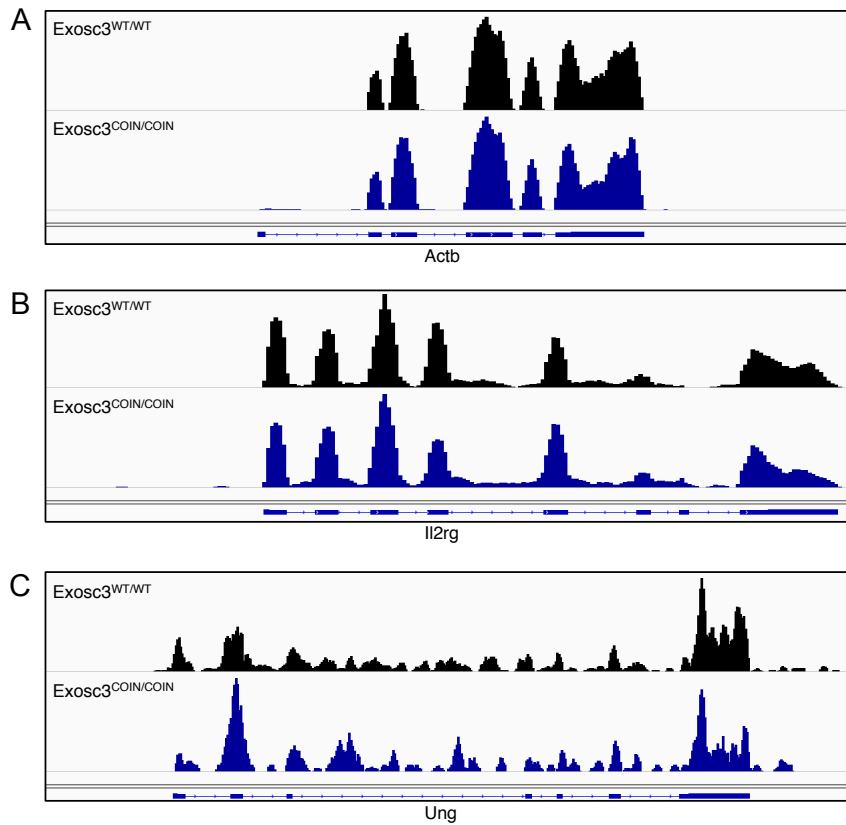 A
Exosc3WT/WT
Exosc3COIN/COIN
Actb
B
Exosc3WT/WT
Exosc3COIN/COIN
Il2rg
C
Exosc3WT/WT
Exosc3COIN/COIN
Ung